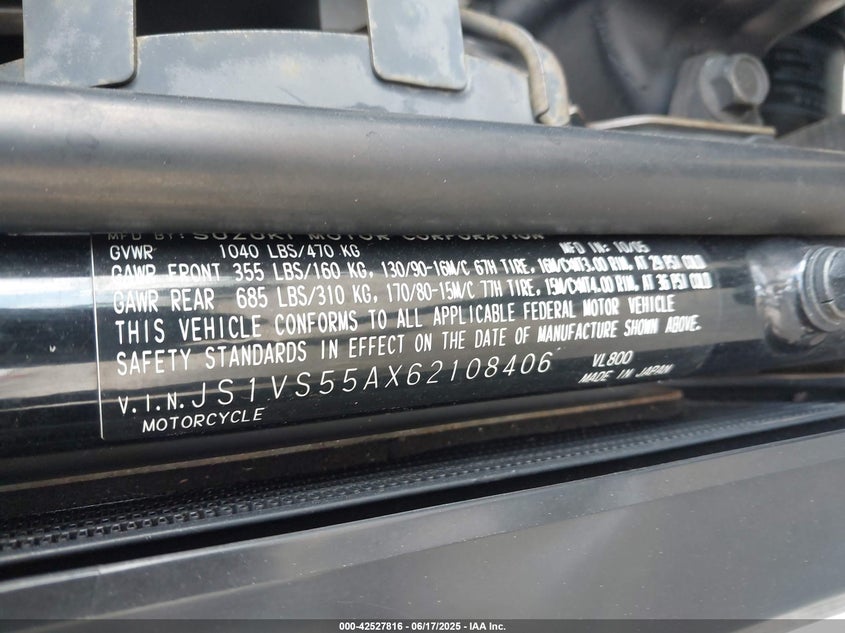 MFD BY: SUZUKI MOTOR CORPORATION
GVWR 1040 LBS/470 KG MFD IN: 10/05
GAWR FRONT 355 LBS/160 KG, 130/90-16M/C 67H TIRE, 16M/CxMT3.00 RIM, AT 29 PSI COLD
GAWR REAR 685 LBS/310 KG, 170/80-15M/C 77H TIRE, 15M/CxMT4.00 RIM, AT 36 PSI COLD
THIS VEHICLE CONFORMS TO ALL APPLICABLE FEDERAL MOTOR VEHICLE
SAFETY STANDARDS IN EFFECT ON THE DATE OF MANUFACTURE SHOWN ABOVE.
V.I.N. JS1VS55AX62108406 VL800
MADE IN JAPAN
MOTORCYCLE
000-42527816 - 06/17/2025 - IAA Inc.